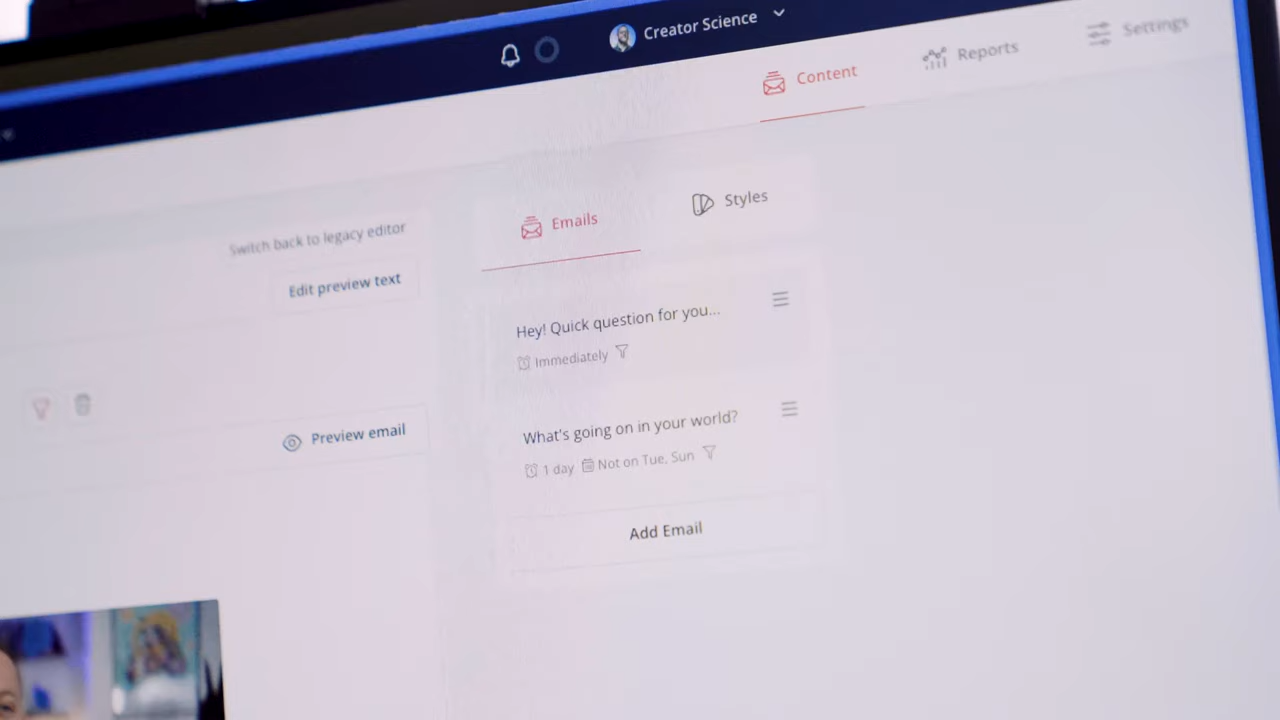 Creator Science
Content
Reports
Settings
Switch back to legacy editor
Edit preview text
Preview email
Emails
Styles
Hey! Quick question for you...
Immediately
What's going on in your world?
1 day Not on Tue, Sun
Add Email